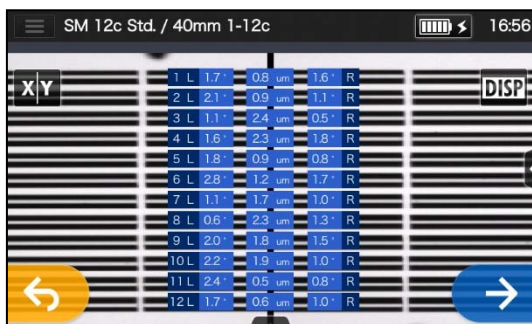 SM 12c Std. / 40mm 1-12c 16:56
X Y DISP
1 L 1.7° 0.8 um 1.6° R
2 L 2.1° 0.9 um 1.1° R
3 L 1.1° 2.4 um 0.5° R
4 L 1.6° 2.3 um 1.8° R
5 L 1.8° 0.9 um 0.8° R
6 L 2.8° 1.2 um 1.7° R
7 L 1.1° 1.7 um 1.0° R
8 L 0.6° 2.3 um 1.3° R
9 L 2.0° 1.8 um 1.5° R
10 L 2.2° 1.9 um 1.0° R
11 L 2.4° 0.5 um 0.8° R
12 L 1.7° 0.6 um 1.0° R